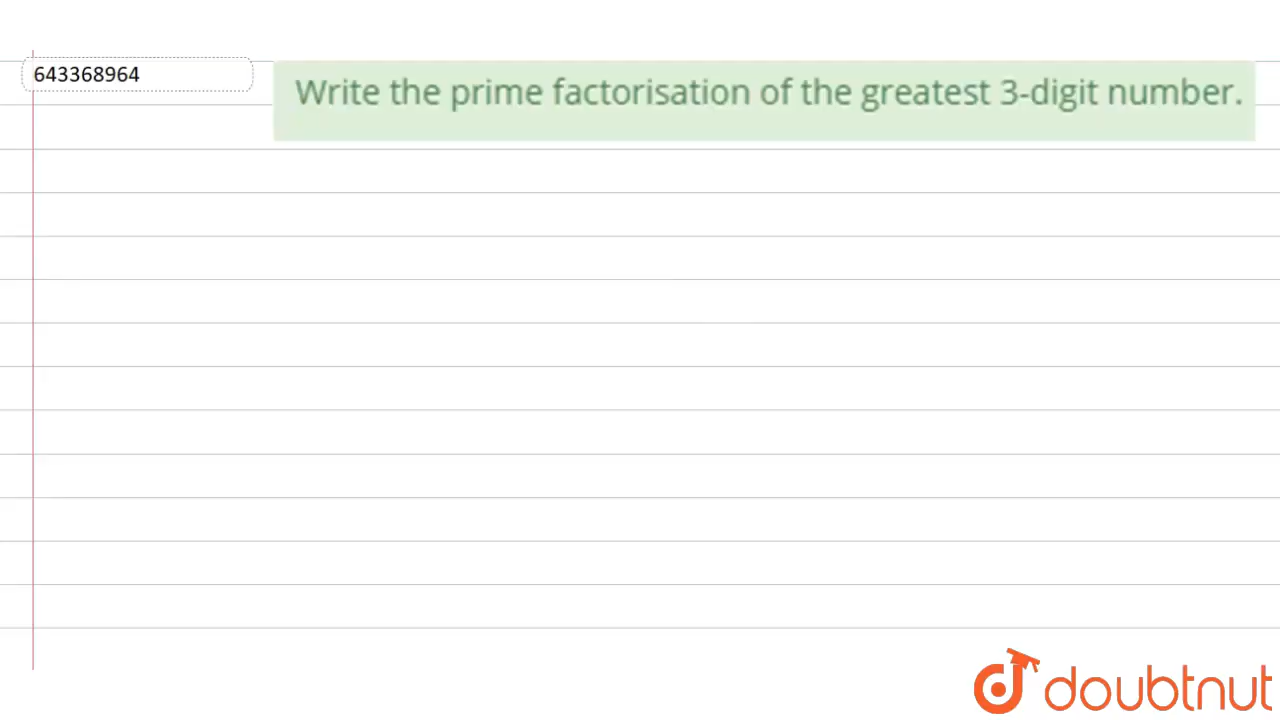 643368964
Write the prime factorisation of the greatest 3-digit number.
doubtnut